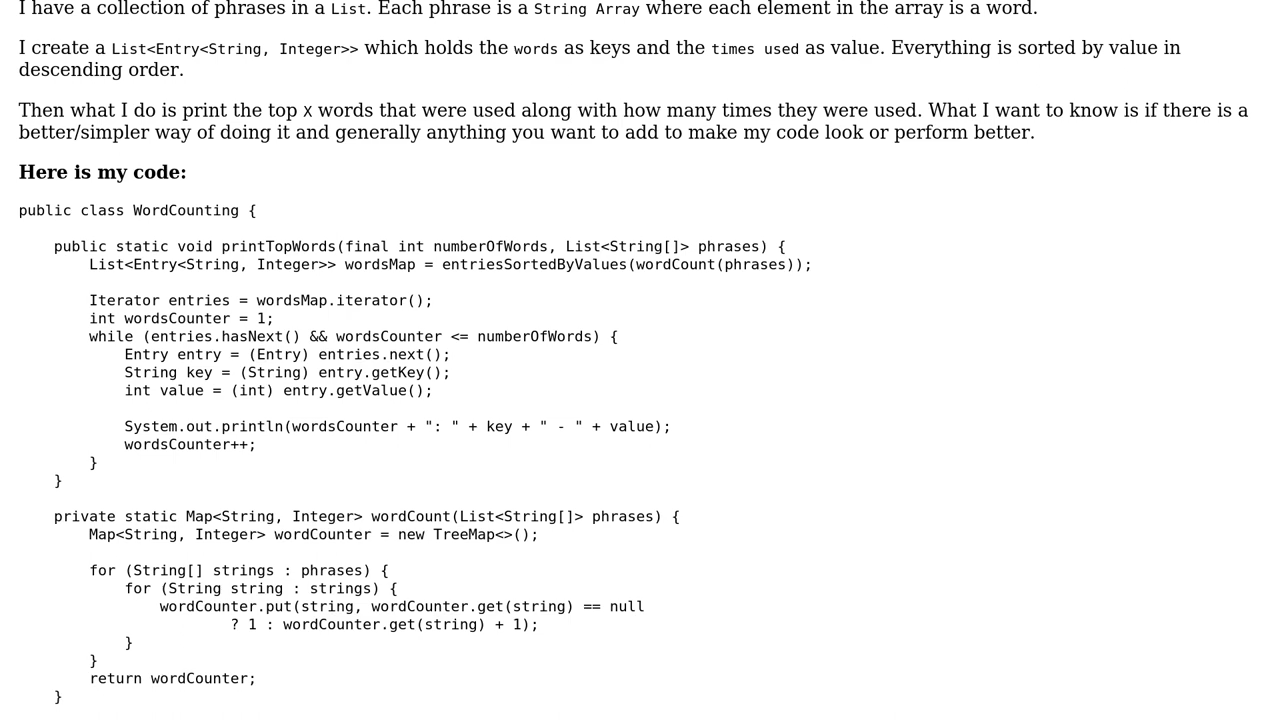 I have a collection of phrases in a List. Each phrase is a String Array where each element in the array is a word.
I create a List<Entry<String, Integer>> which holds the words as keys and the times used as value. Everything is sorted by value in
descending order.
Then what I do is print the top X words that were used along with how many times they were used. What I want to know is if there is a
better/simpler way of doing it and generally anything you want to add to make my code look or perform better.
Here is my code:
public class WordCounting {
    public static void printTopWords(final int numberOfWords, List<String[]> phrases) {
        List<Entry<String, Integer>> wordsMap = entriesSortedByValues(wordCount(phrases));
        Iterator entries = wordsMap.iterator();
        int wordsCounter = 1;
        while (entries.hasNext() && wordsCounter <= numberOfWords) {
            Entry entry = (Entry) entries.next();
            String key = (String) entry.getKey();
            int value = (int) entry.getValue();
            System.out.println(wordsCounter + ": " + key + " - " + value);
            wordsCounter++;
        }
    }
    private static Map<String, Integer> wordCount(List<String[]> phrases) {
        Map<String, Integer> wordCounter = new TreeMap<>();
        for (String[] strings : phrases) {
            for (String string : strings) {
                wordCounter.put(string, wordCounter.get(string) == null
                        ? 1 : wordCounter.get(string) + 1);
            }
        }
        return wordCounter;
    }